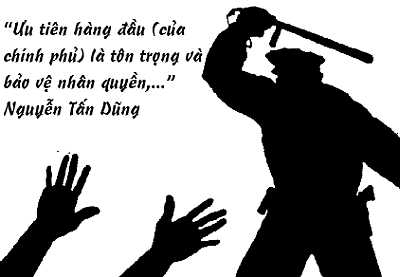 “Ưu tiên hàng đầu (của
chính phủ) là tôn trọng và
bảo vệ nhân quyền,...”
Nguyễn Tấn Dũng